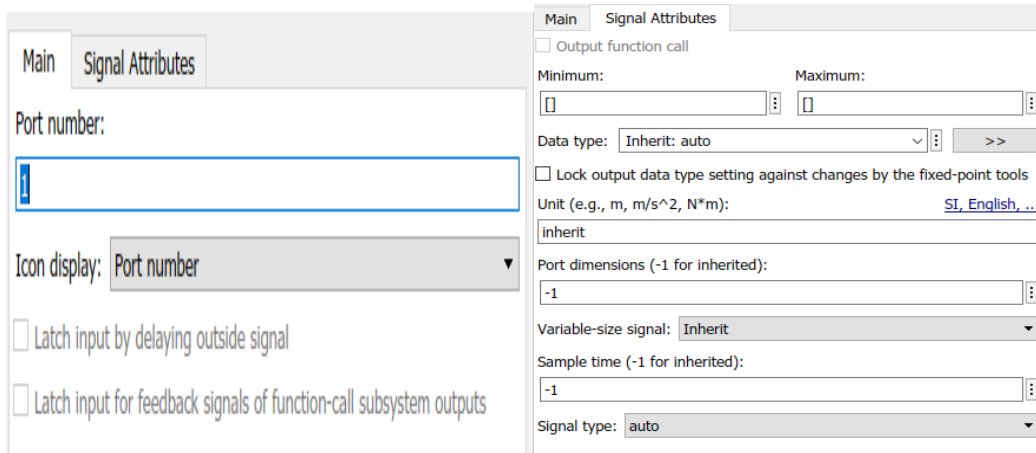 Main Signal Attributes
Port number:
1
Icon display: Port number
Latch input by delaying outside signal
Latch input for feedback signals of function-call subsystem outputs
Main Signal Attributes
Output function call
Minimum: Maximum:
[] []
Data type: Inherit: auto >>
Lock output data type setting against changes by the fixed-point tools
Unit (e.g., m, m/s^2, N*m): SI, English, ...
inherit
Port dimensions (-1 for inherited):
-1
Variable-size signal: Inherit
Sample time (-1 for inherited):
-1
Signal type: auto